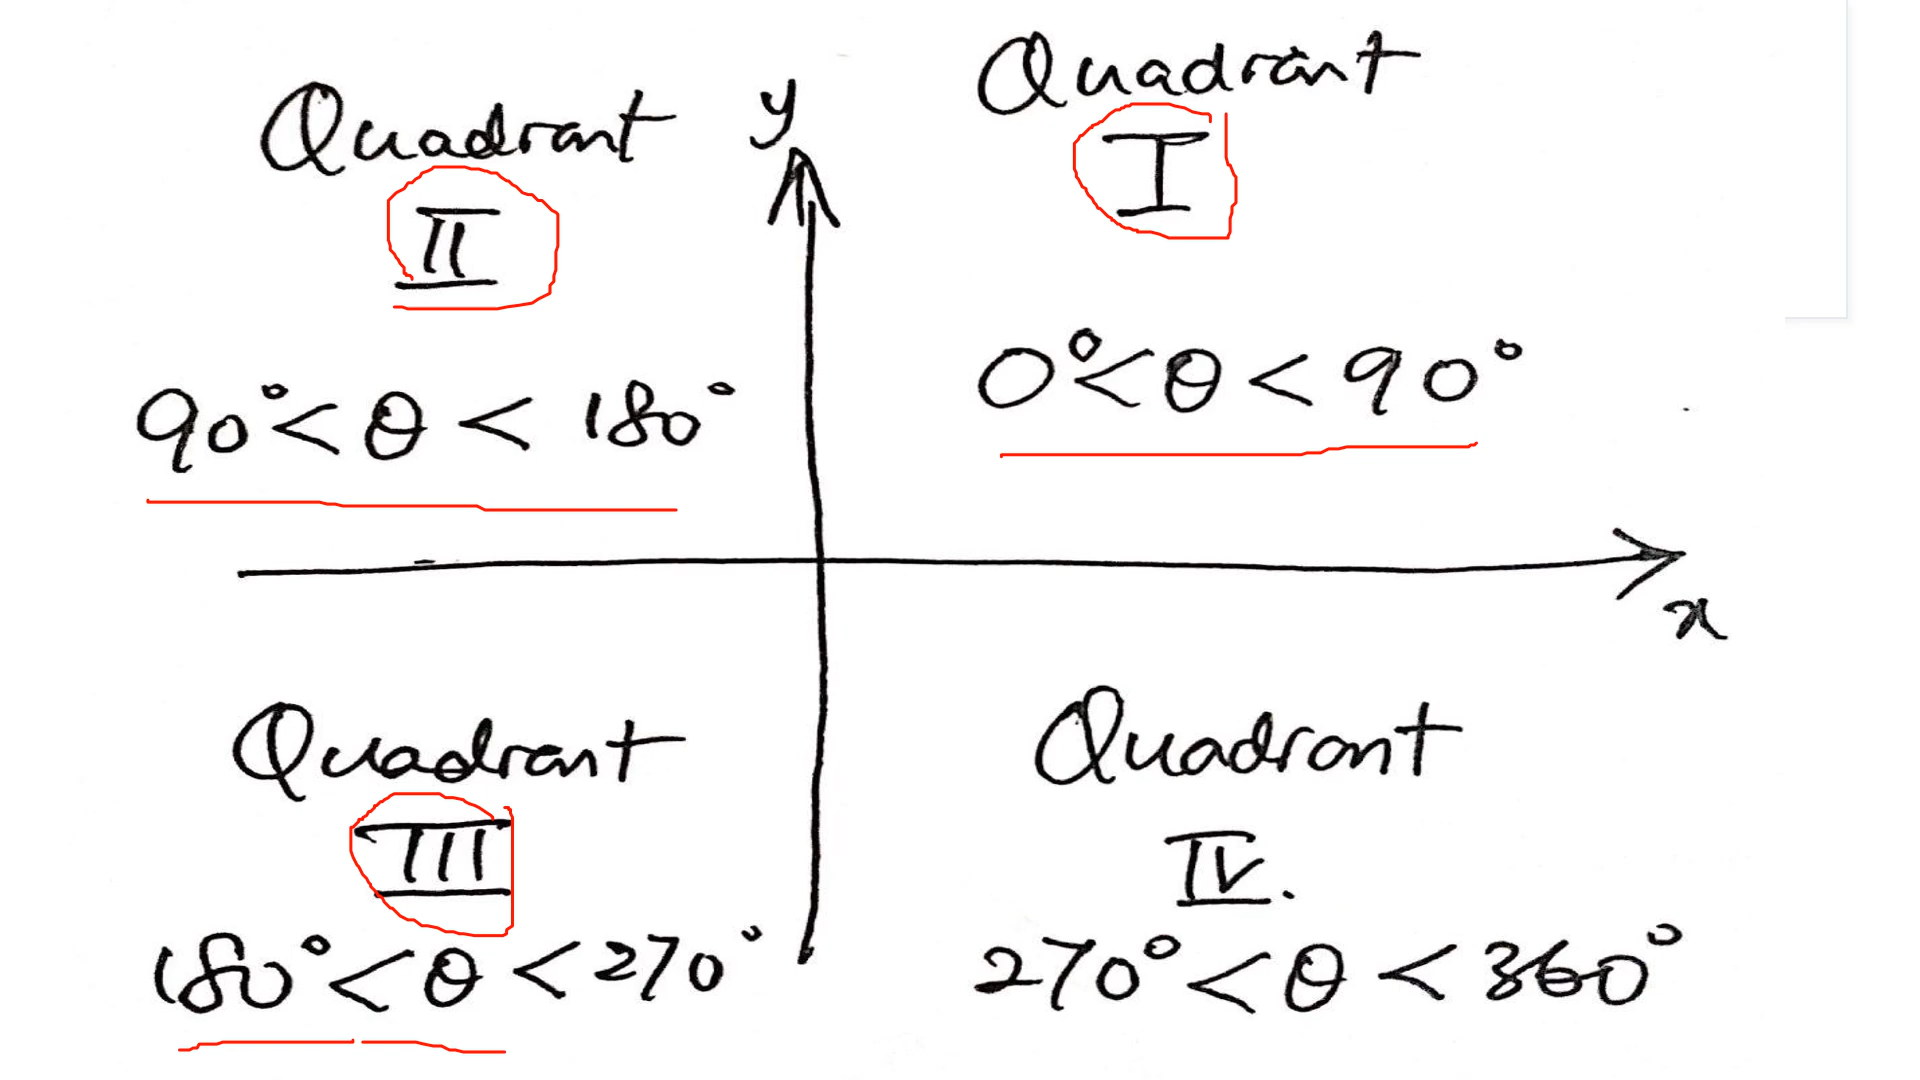 Quadrant
I
0° < θ < 90°
Quadrant
II
90° < θ < 180°
y
x
Quadrant
III
180° < θ < 270°
Quadrant
IV.
270° < θ < 360°